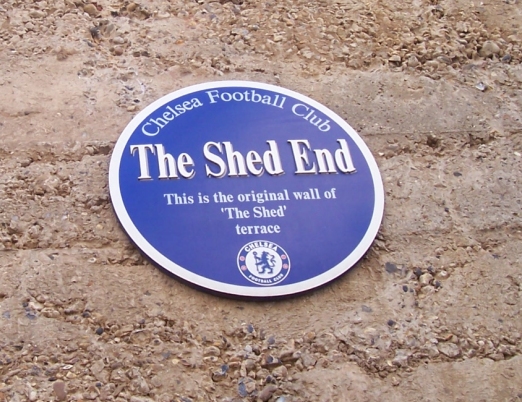 Chelsea Football Club
The Shed End
This is the original wall of
'The Shed'
terrace
CHELSEA
FOOTBALL CLUB